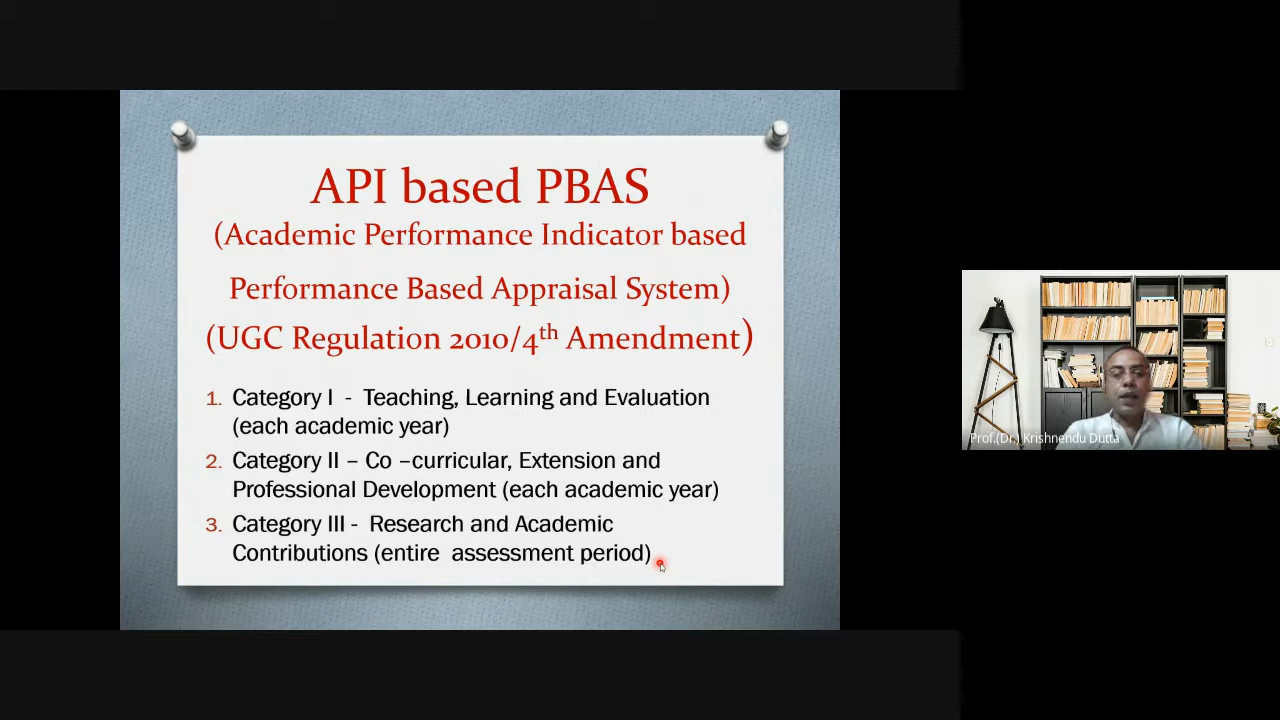 API based PBAS
(Academic Performance Indicator based
Performance Based Appraisal System)
(UGC Regulation 2010/4th Amendment)
1. Category I - Teaching, Learning and Evaluation
(each academic year)
2. Category II – Co –curricular, Extension and
Professional Development (each academic year)
3. Category III - Research and Academic
Contributions (entire assessment period)
Prof.(Dr.) Krishnendu Dutta